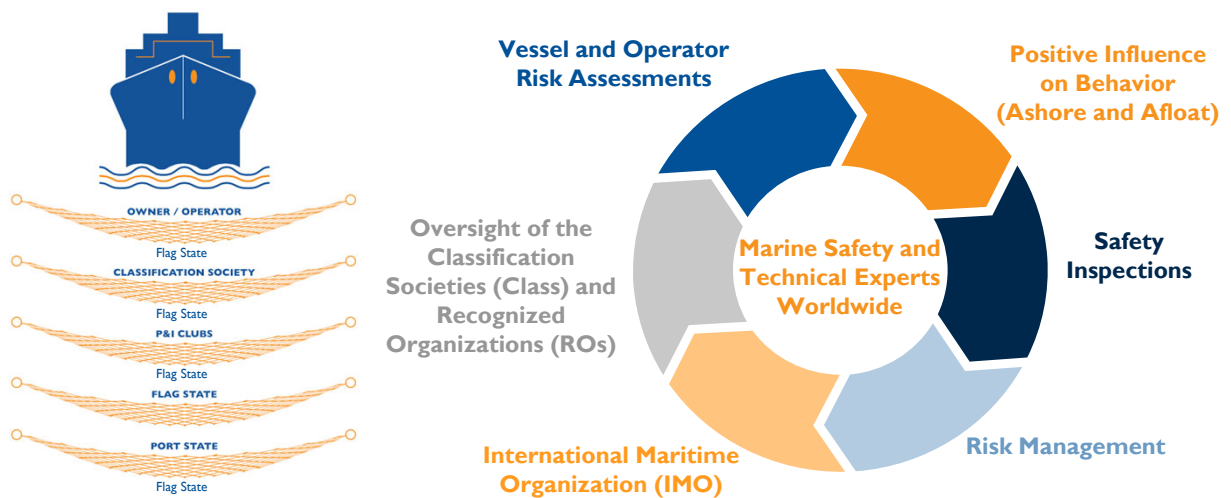 OWNER / OPERATOR
Flag State
CLASSIFICATION SOCIETY
Flag State
P&I CLUBS
Flag State
FLAG STATE
PORT STATE
Flag State
Vessel and Operator
Risk Assessments
Positive Influence
on Behavior
(Ashore and Afloat)
Safety
Inspections
Risk Management
International Maritime
Organization (IMO)
Oversight of the
Classification
Societies (Class) and
Recognized
Organizations (ROs)
Marine Safety and
Technical Experts
Worldwide